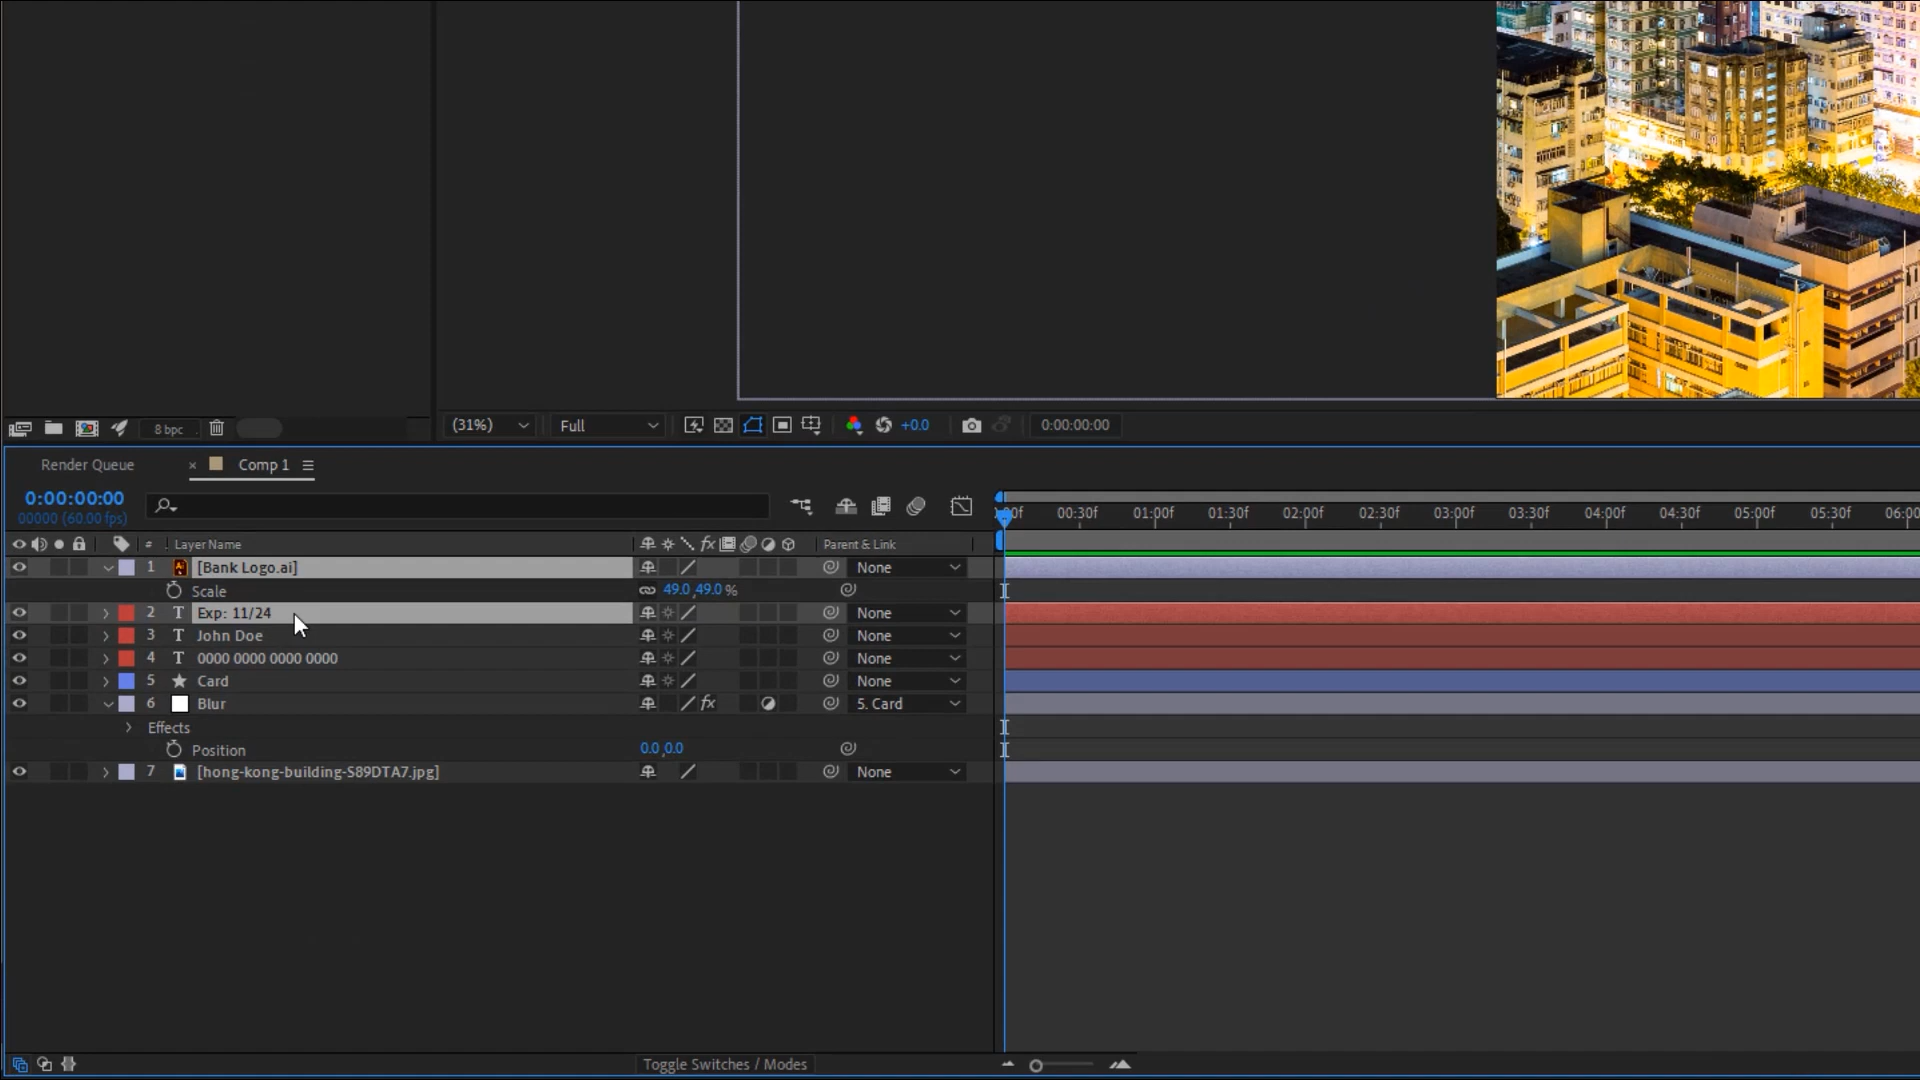 8 bpc
(31%)
Full
+0.0
0:00:00:00
Render Queue
Comp 1
0:00:00:00
00000 (60.00 fps)
00f
00:30f
01:00f
01:30f
02:00f
02:30f
03:00f
03:30f
04:00f
04:30f
05:00f
05:30f
06:00
# Layer Name
fx
Parent & Link
1 Ai [Bank Logo.ai] None
Scale 49.0,49.0 %
2 T Exp: 11/24 None
3 T John Doe None
4 T 0000 0000 0000 0000 None
5 Card None
6 Blur fx 5. Card
Effects
Position 0.0,0.0
7 [hong-kong-building-S89DTA7.jpg] None
Toggle Switches / Modes